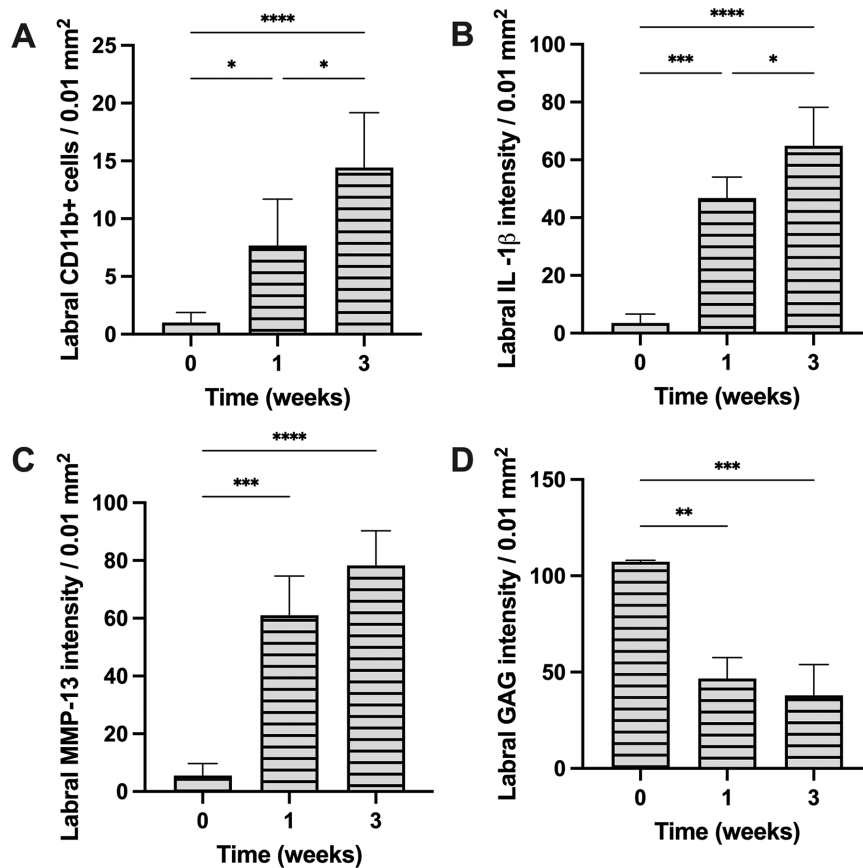 A
Labral CD11b+ cells / 0.01 mm²
****
*
*
25
20
15
10
5
0
0 1 3
Time (weeks)
B
Labral IL -1β intensity / 0.01 mm²
****
***
*
100
80
60
40
20
0
0 1 3
Time (weeks)
C
Labral MMP-13 intensity / 0.01 mm²
****
***
100
80
60
40
20
0
0 1 3
Time (weeks)
D
Labral GAG intensity / 0.01 mm²
***
**
150
100
50
0
0 1 3
Time (weeks)